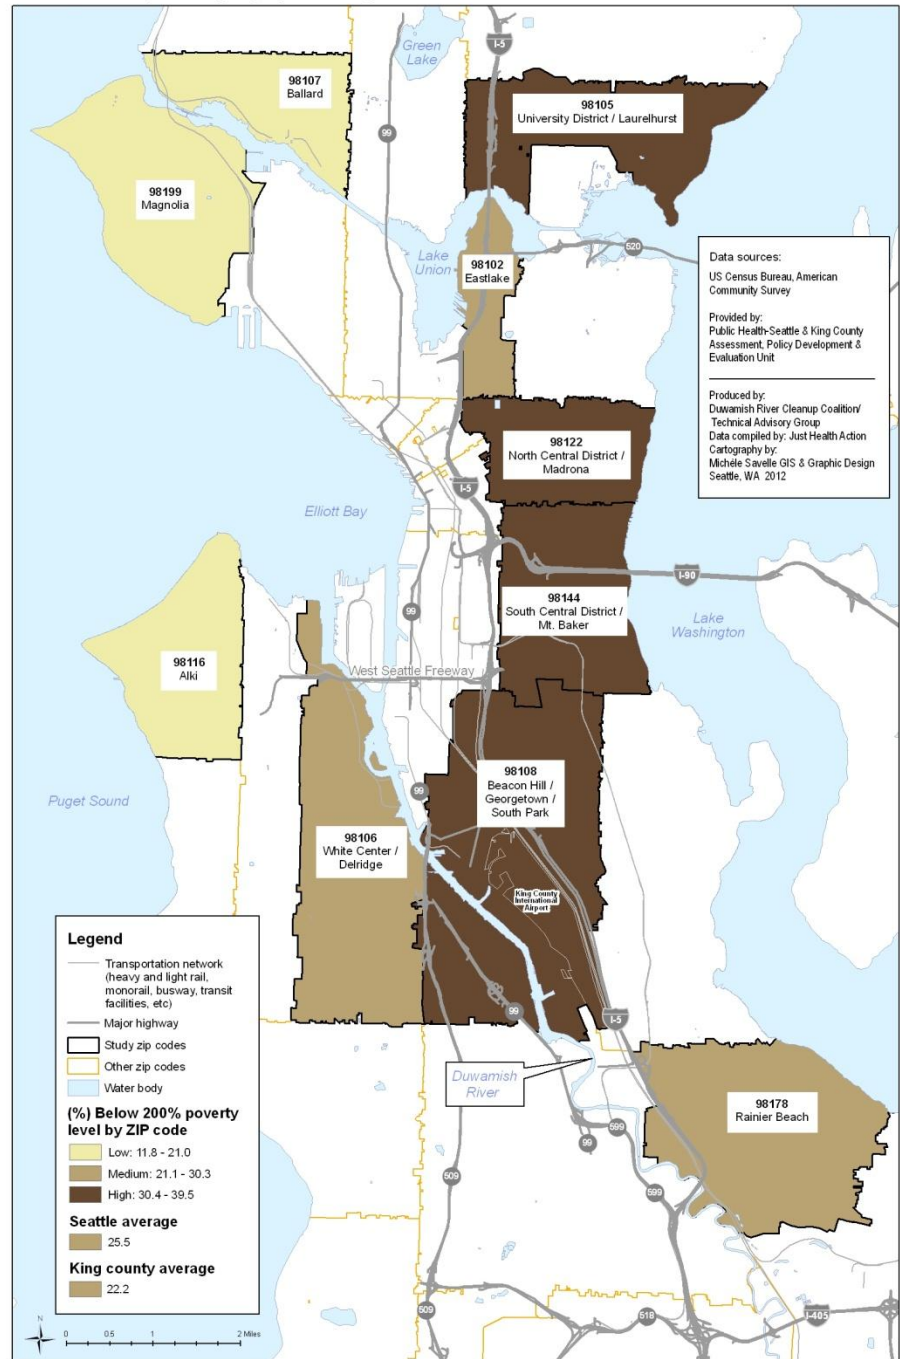 Green
Lake
I-5
98107
Ballard
98105
University District / Laurelhurst
99
98199
Magnolia
Lake
Union
98102
Eastlake
520
Data sources:
US Census Bureau, American
Community Survey
Provided by:
Public Health-Seattle & King County
Assessment, Policy Development &
Evaluation Unit
Produced by:
Duwamish River Cleanup Coalition/
Technical Advisory Group
Data compiled by: Just Health Action
Cartography by:
Michéle Savelle GIS & Graphic Design
Seattle, WA 2012
98122
North Central District /
Madrona
I-5
Elliott Bay
I-90
98144
South Central District /
Mt. Baker
99
Lake
Washington
98116
Alki
West Seattle Freeway
98108
Beacon Hill /
Georgetown /
South Park
99
Puget Sound
98106
White Center /
Delridge
King County
International
Airport
99
I-5
Duwamish
River
98178
Rainier Beach
599
99
509
599
509
518
I-405
Legend
Transportation network
(heavy and light rail,
monorail, busway, transit
facilities, etc)
Major highway
Study zip codes
Other zip codes
Water body
(%) Below 200% poverty
level by ZIP code
Low: 11.8 - 21.0
Medium: 21.1 - 30.3
High: 30.4 - 39.5
Seattle average
25.5
King county average
22.2
N
0 0.5 1 2 Miles